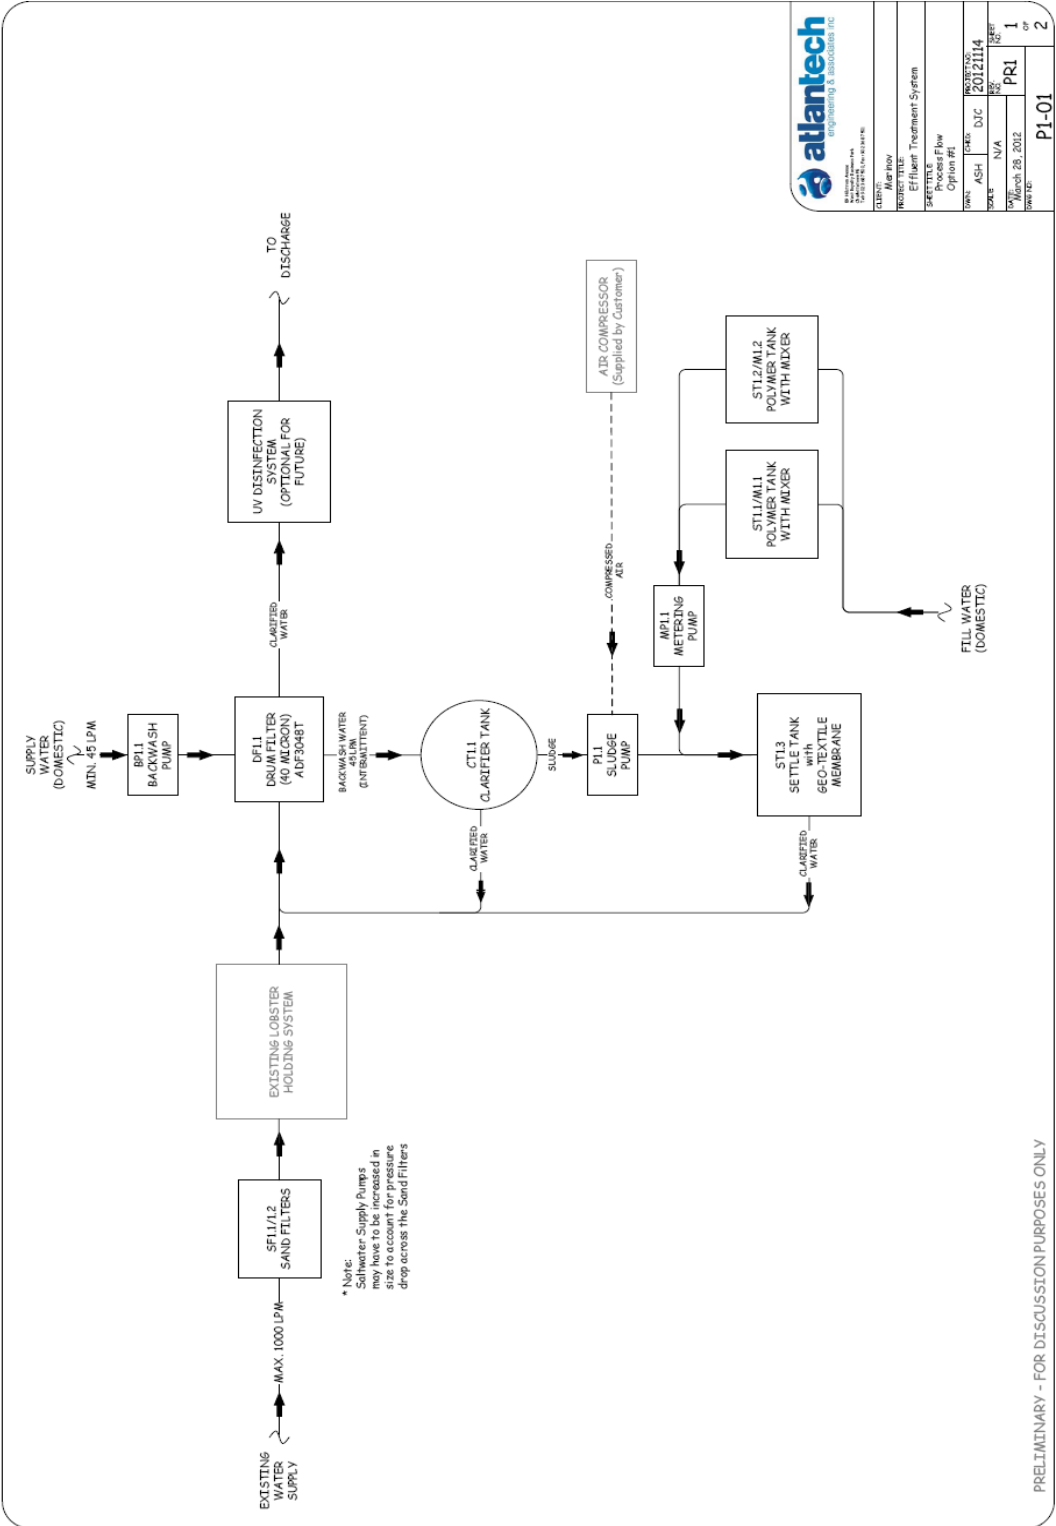 SUPPLY
WATER
(DOMESTIC)
MIN. 45 LPM
BP1.1
BACKWASH
PUMP
EXISTING
WATER
SUPPLY
MAX. 1000 LPM
SF1.1/1.2
SAND FILTERS
* Note:
Saltwater Supply Pumps
may have to be increased in
size to account for pressure
drop across the Sand Filters
EXISTING LOBSTER
HOLDING SYSTEM
DF1.1
DRUM FILTER
(40 MICRON)
ADF3048T
CLARIFIED
WATER
UV DISINFECTION
SYSTEM
(OPTIONAL FOR
FUTURE)
TO
DISCHARGE
BACKWASH WATER
45 LPM
(INTERMITTENT)
CT1.1
CLARIFIER TANK
CLARIFIED
WATER
SLUDGE
P1.1
SLUDGE
PUMP
COMPRESSED
AIR
AIR COMPRESSOR
(Supplied by Customer)
MP1.1
METERING
PUMP
ST1.1/M1.1
POLYMER TANK
WITH MIXER
ST1.2/M1.2
POLYMER TANK
WITH MIXER
ST1.3
SETTLE TANK
with
GEO-TEXTILE
MEMBRANE
CLARIFIED
WATER
FILL WATER
(DOMESTIC)
PRELIMINARY - FOR DISCUSSION PURPOSES ONLY
atlantech
engineering & associates inc
CLIENT:
Merinov
PROJECT TITLE:
Effluent Treatment System
SHEET TITLE:
Process Flow
Option #1
DWN: ASH
CHKD: DJC
PROJECT NO:
20121114
SCALE: N/A
REV. NO: PR1
SHEET NO. 1 OF 2
DATE:
March 28, 2012
DWG NO:
P1-01